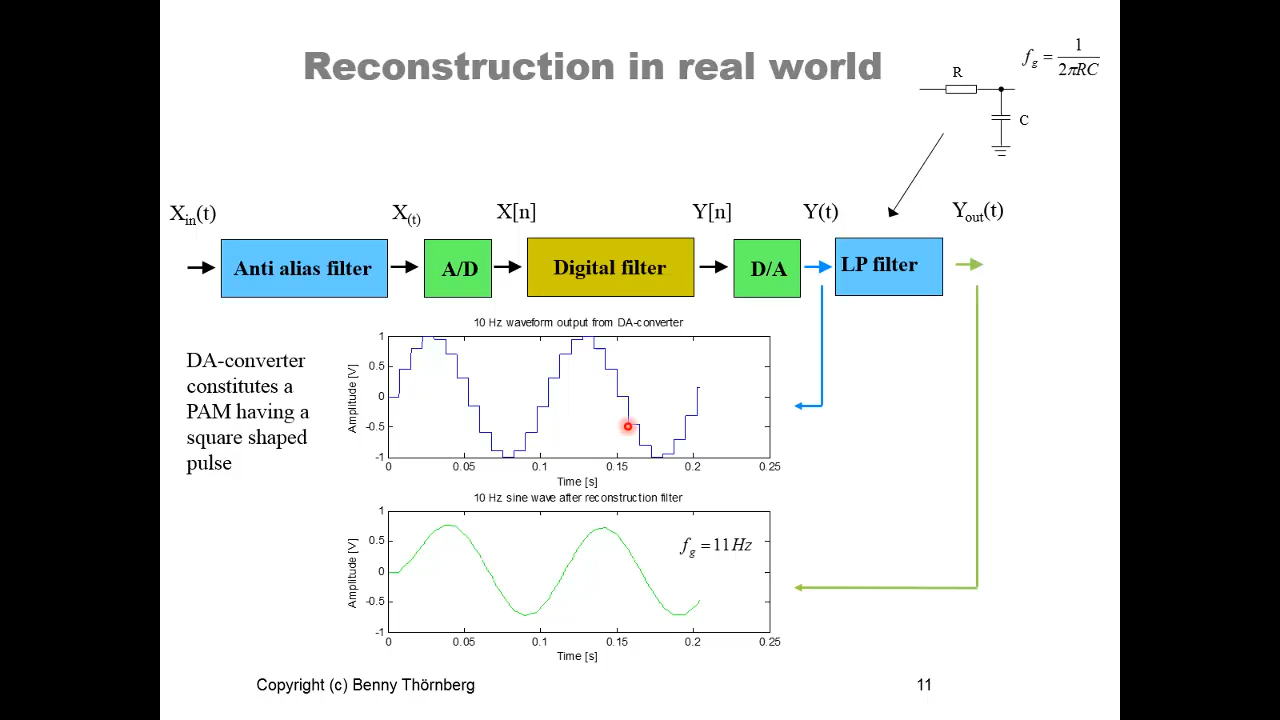 Reconstruction in real world
f_g = 1 / 2πRC
R
C
X_in(t)
X_(t)
X[n]
Y[n]
Y(t)
Y_out(t)
Anti alias filter
A/D
Digital filter
D/A
LP filter
DA-converter
constitutes a
PAM having a
square shaped
pulse
10 Hz waveform output from DA-converter
Amplitude [V]
1
0.5
0
-0.5
-1
0 0.05 0.1 0.15 0.2 0.25
Time [s]
10 Hz sine wave after reconstruction filter
Amplitude [V]
1
0.5
0
-0.5
-1
f_g = 11Hz
0 0.05 0.1 0.15 0.2 0.25
Time [s]
Copyright (c) Benny Thörnberg
11